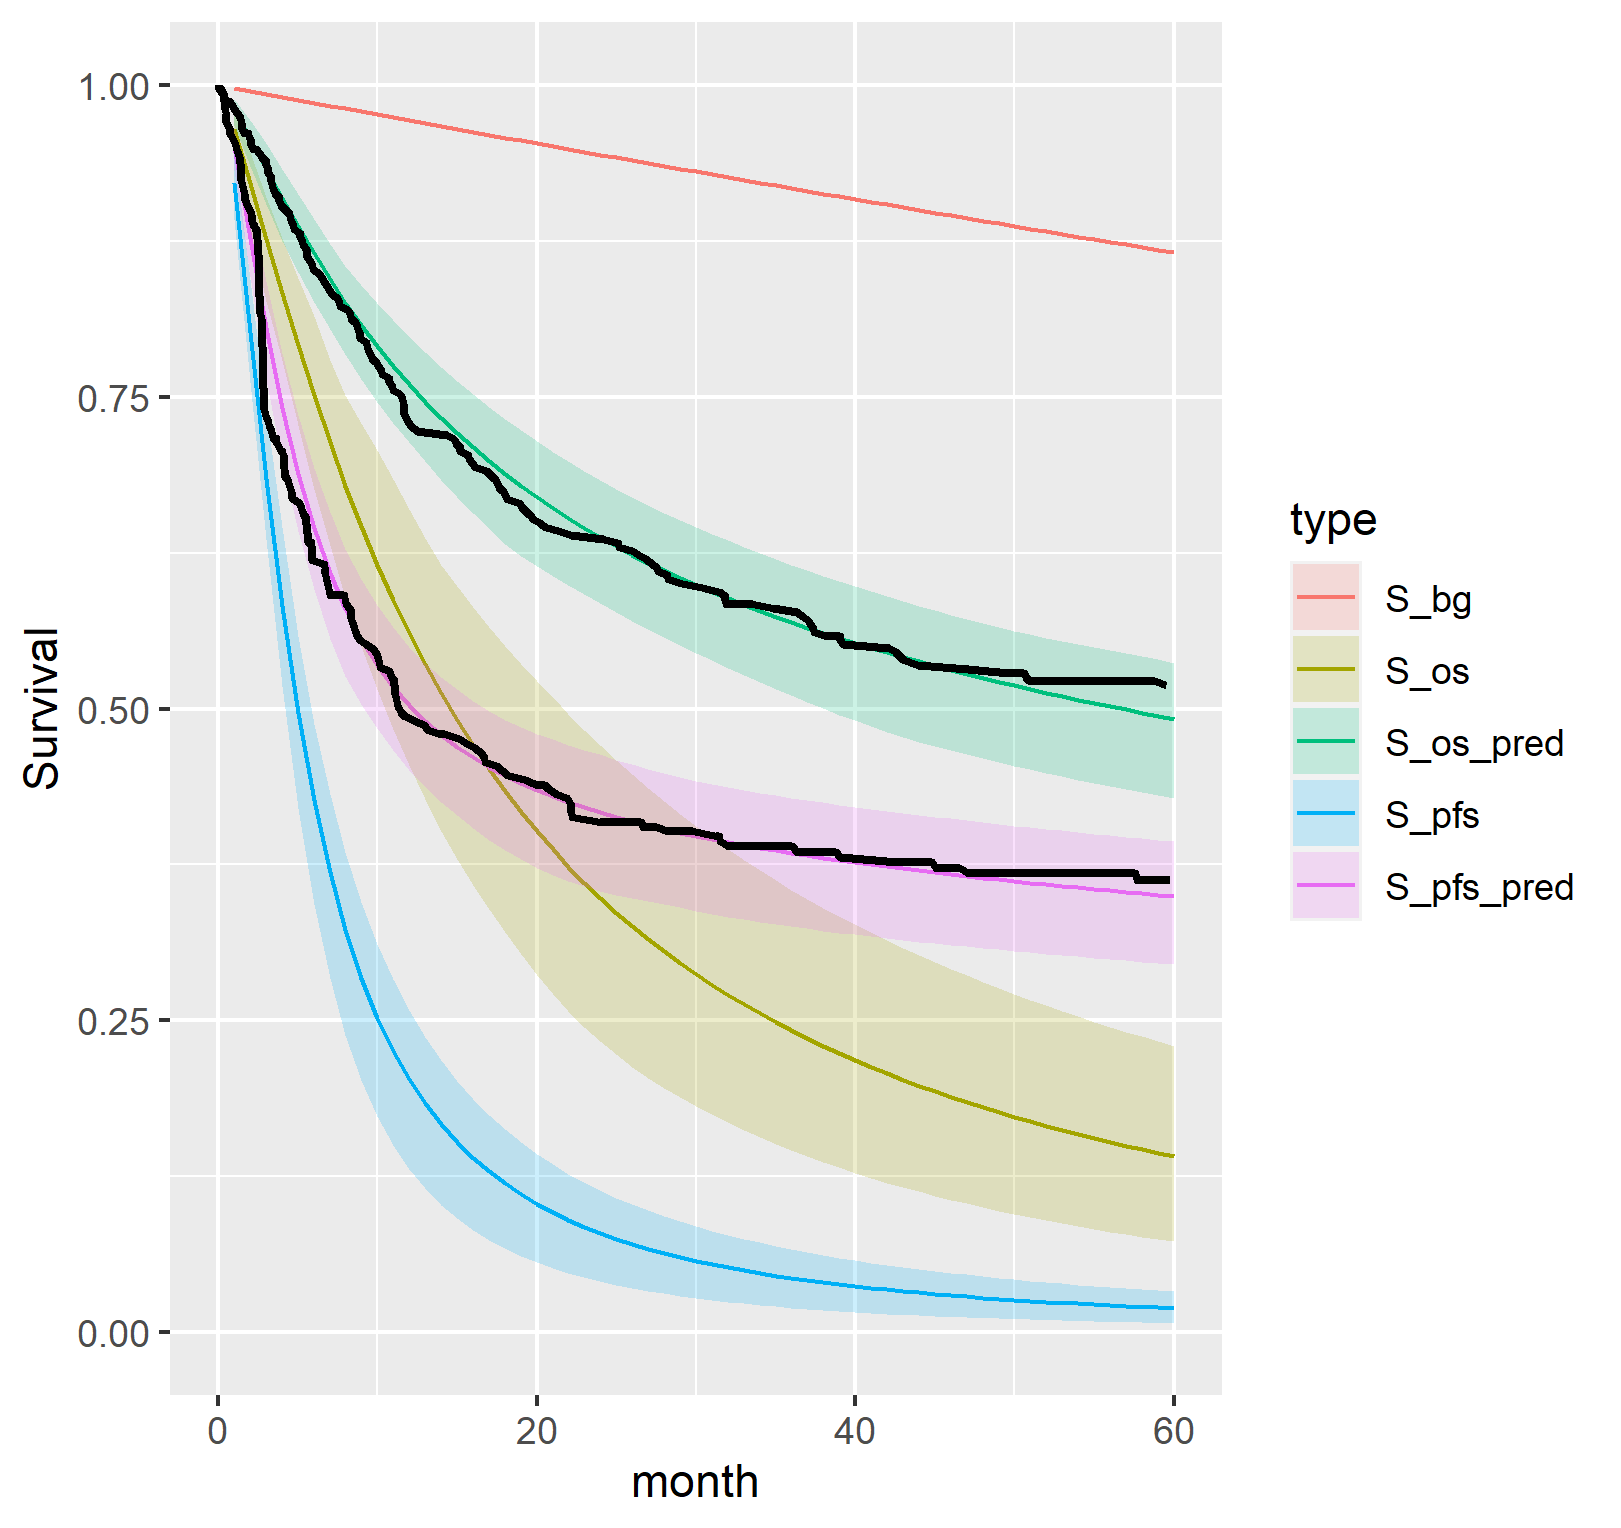 1.00
0.75
0.50
0.25
0.00
Survival
0
20
40
60
month
type
S_bg
S_os
S_os_pred
S_pfs
S_pfs_pred